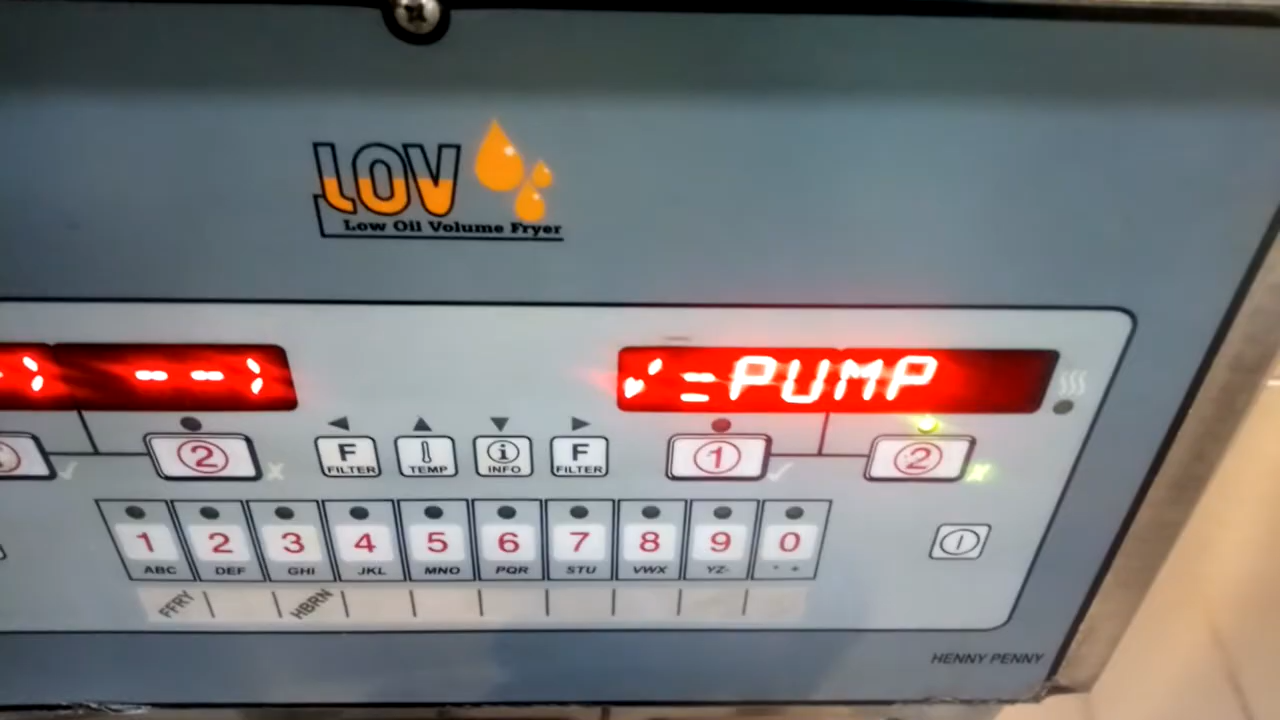 LOV
Low Oil Volume Fryer
✓=PUMP
-->
2
F
FILTER
TEMP
i
INFO
F
FILTER
1
✓
2
X
1 2 3 4 5 6 7 8 9 0
ABC DEF GHI JKL MNO PQR STU VWX YZ- * +
FFRY HBRN
HENNY PENNY